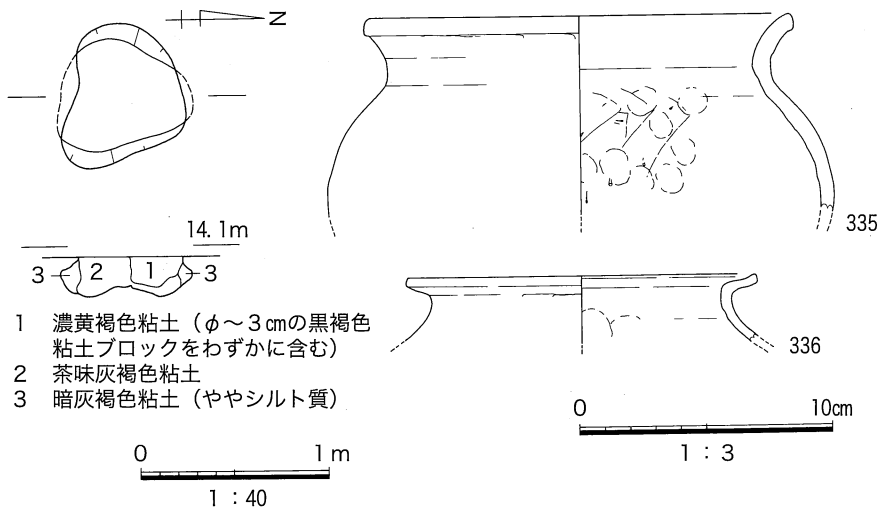 N
14.1m
3 2 1 3
1 濃黄褐色粘土（φ～3㎝の黒褐色
粘土ブロックをわずかに含む）
2 茶味灰褐色粘土
3 暗灰褐色粘土（ややシルト質）
0 1m
1：40
335
336
0 10cm
1：3